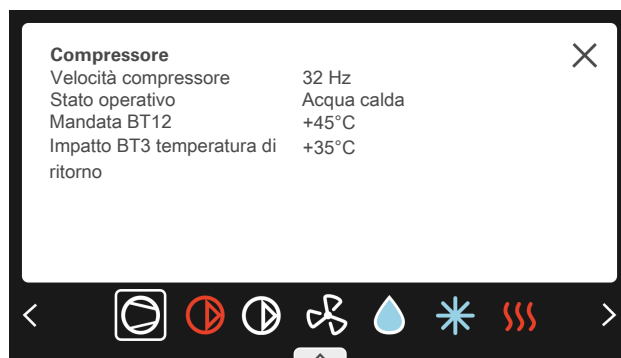 Compressore
Velocità compressore 32 Hz
Stato operativo Acqua calda
Mandata BT12 +45°C
Impatto BT3 temperatura di +35°C
ritorno